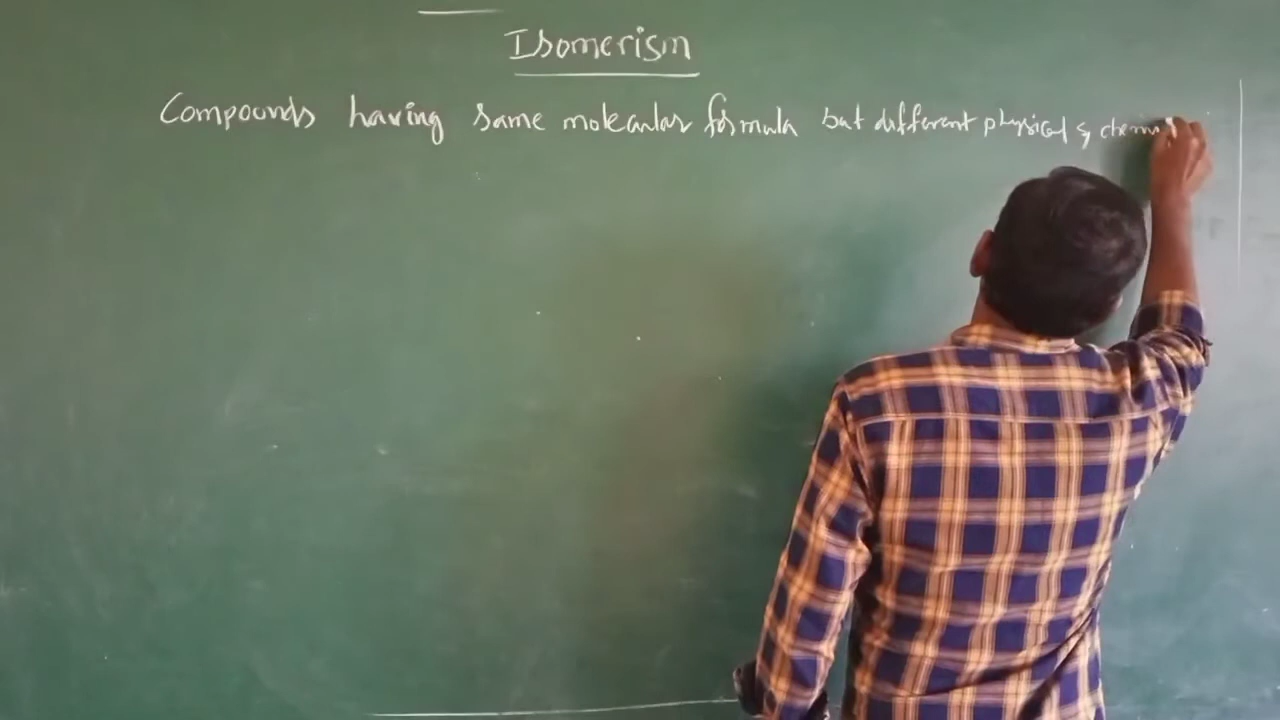 Isomerism
Compounds having same molecular formula but different physical & chemi